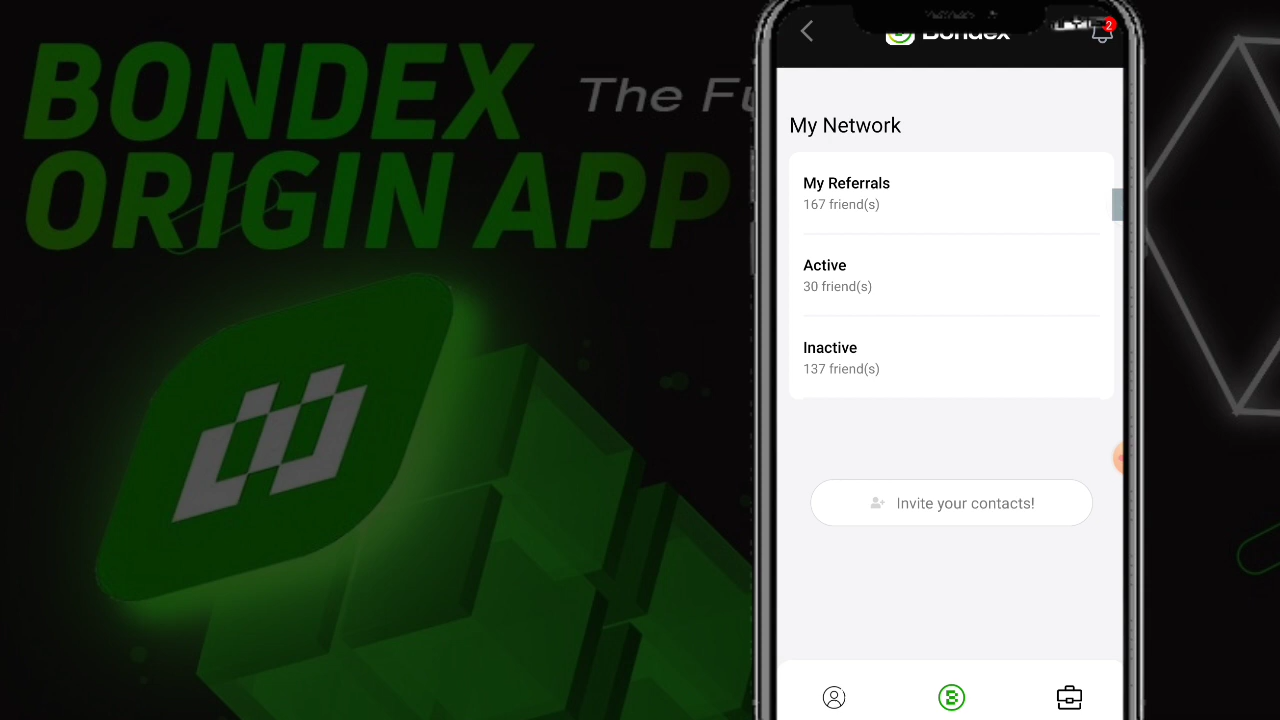 BONDEX
ORIGIN APP
The Fu
Bondex
2
My Network
My Referrals
167 friend(s)
Active
30 friend(s)
Inactive
137 friend(s)
Invite your contacts!